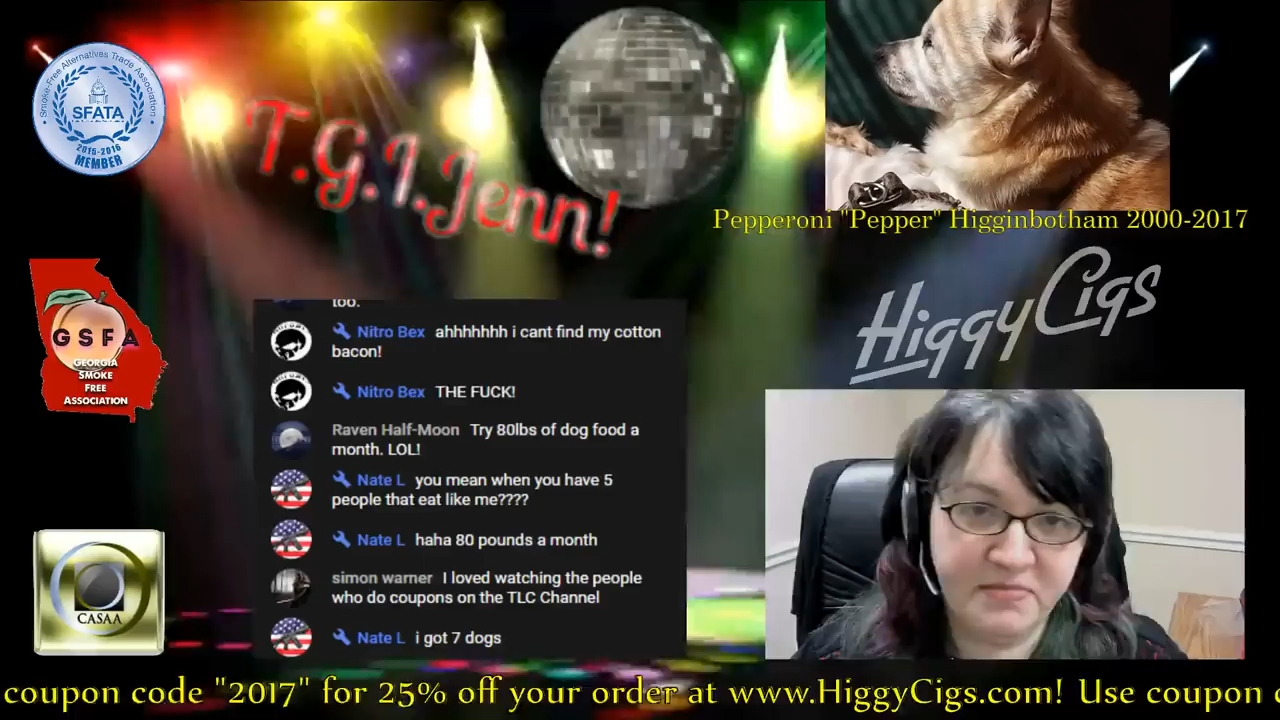 Smoke-Free Alternatives Trade Association
SFATA
2015-2016
MEMBER
T.G.I.Jenn!
Pepperoni "Pepper" Higginbotham 2000-2017
HiggyCigs
GSFA
GEORGIA
SMOKE
FREE
ASSOCIATION
CASAA
too.
Nitro Bex ahhhhhhh i cant find my cotton
bacon!
Nitro Bex THE FUCK!
Raven Half-Moon Try 80lbs of dog food a
month. LOL!
Nate L you mean when you have 5
people that eat like me????
Nate L haha 80 pounds a month
simon warner I loved watching the people
who do coupons on the TLC Channel
Nate L i got 7 dogs
coupon code "2017" for 25% off your order at www.HiggyCigs.com! Use coupon